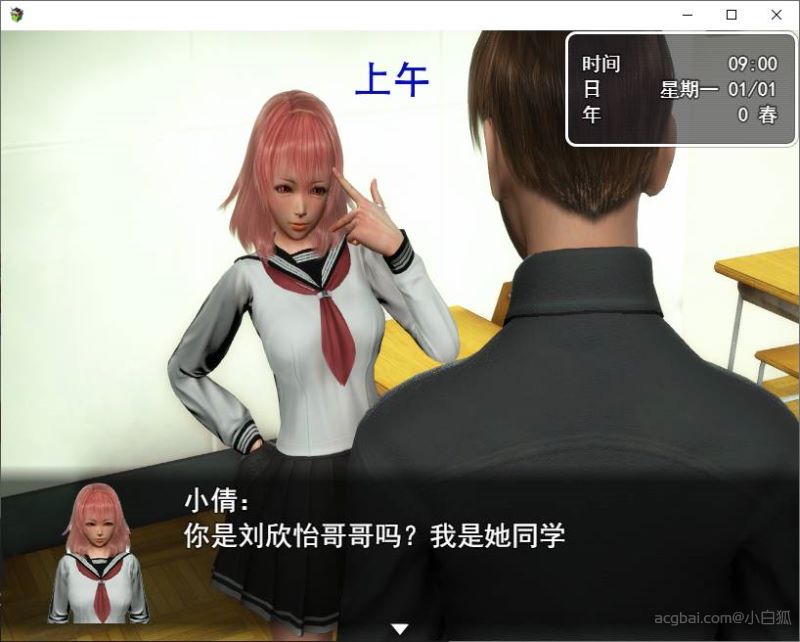 上午
时间 09:00
日 星期一 01/01
年 0 春
小倩：
你是刘欣怡哥哥吗？我是她同学
acgbai.com@小白狐